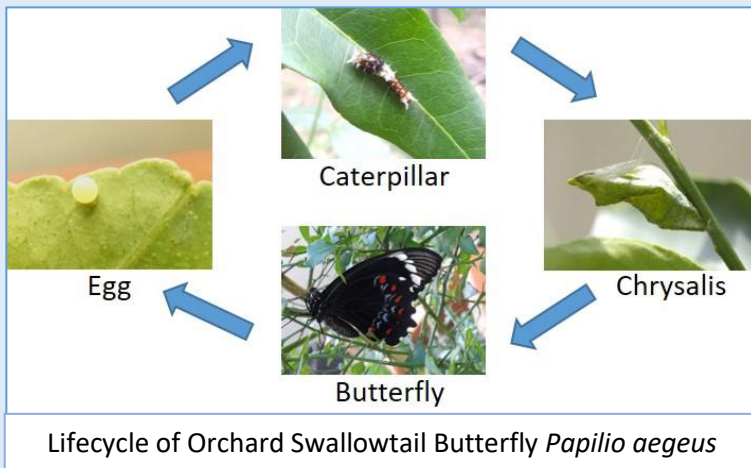 Caterpillar
Egg
Chrysalis
Butterfly
Lifecycle of Orchard Swallowtail Butterfly Papilio aegeus